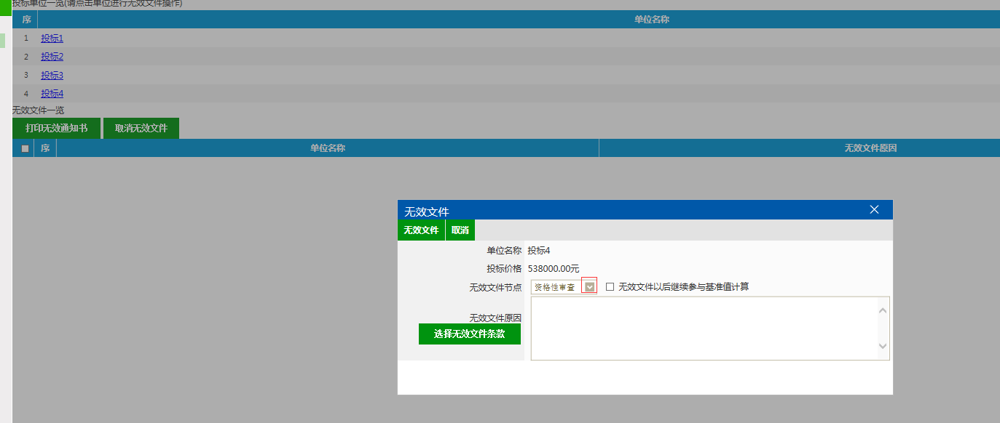 投标单位一览(请点击单位进行无效文件操作)
序 单位名称
1 投标1
2 投标2
3 投标3
4 投标4
无效文件一览
打印无效通知书 取消无效文件
序 单位名称 无效文件原因
无效文件
无效文件 取消
单位名称 投标4
投标价格 538000.00元
无效文件节点 资格性审查 无效文件以后继续参与基准值计算
无效文件原因
选择无效文件条款